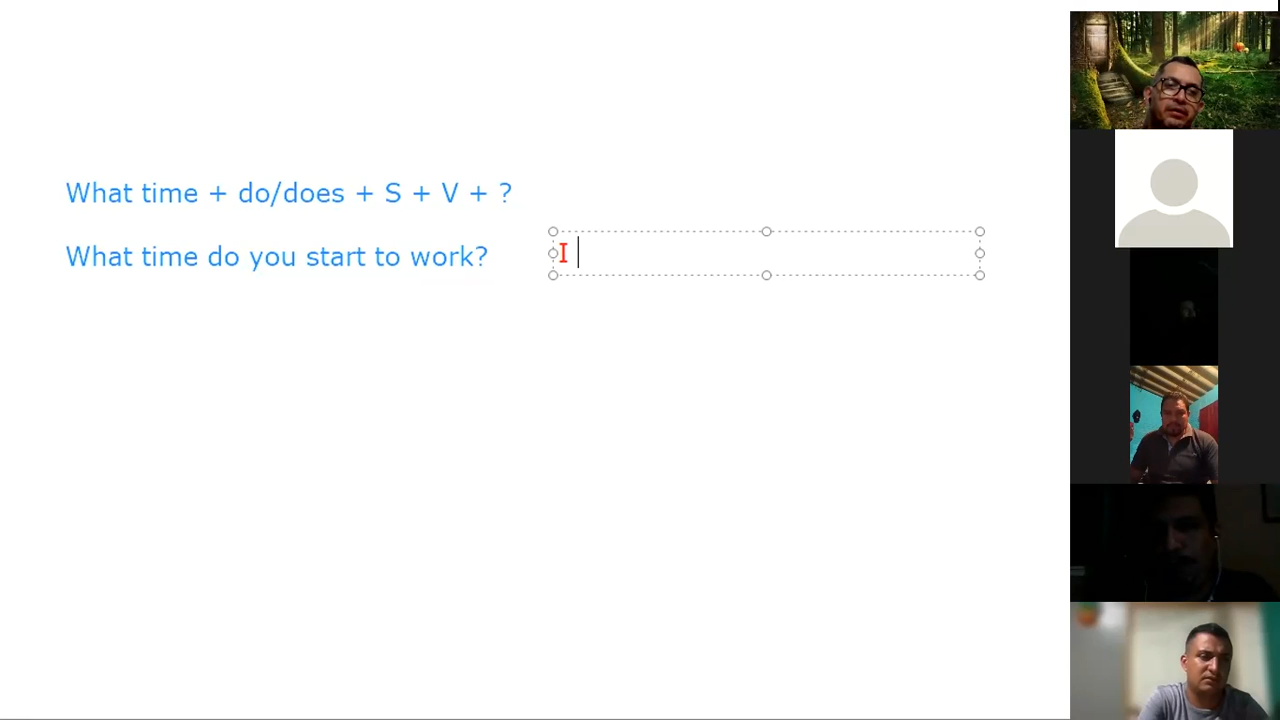 What time + do/does + S + V + ?
What time do you start to work?
I